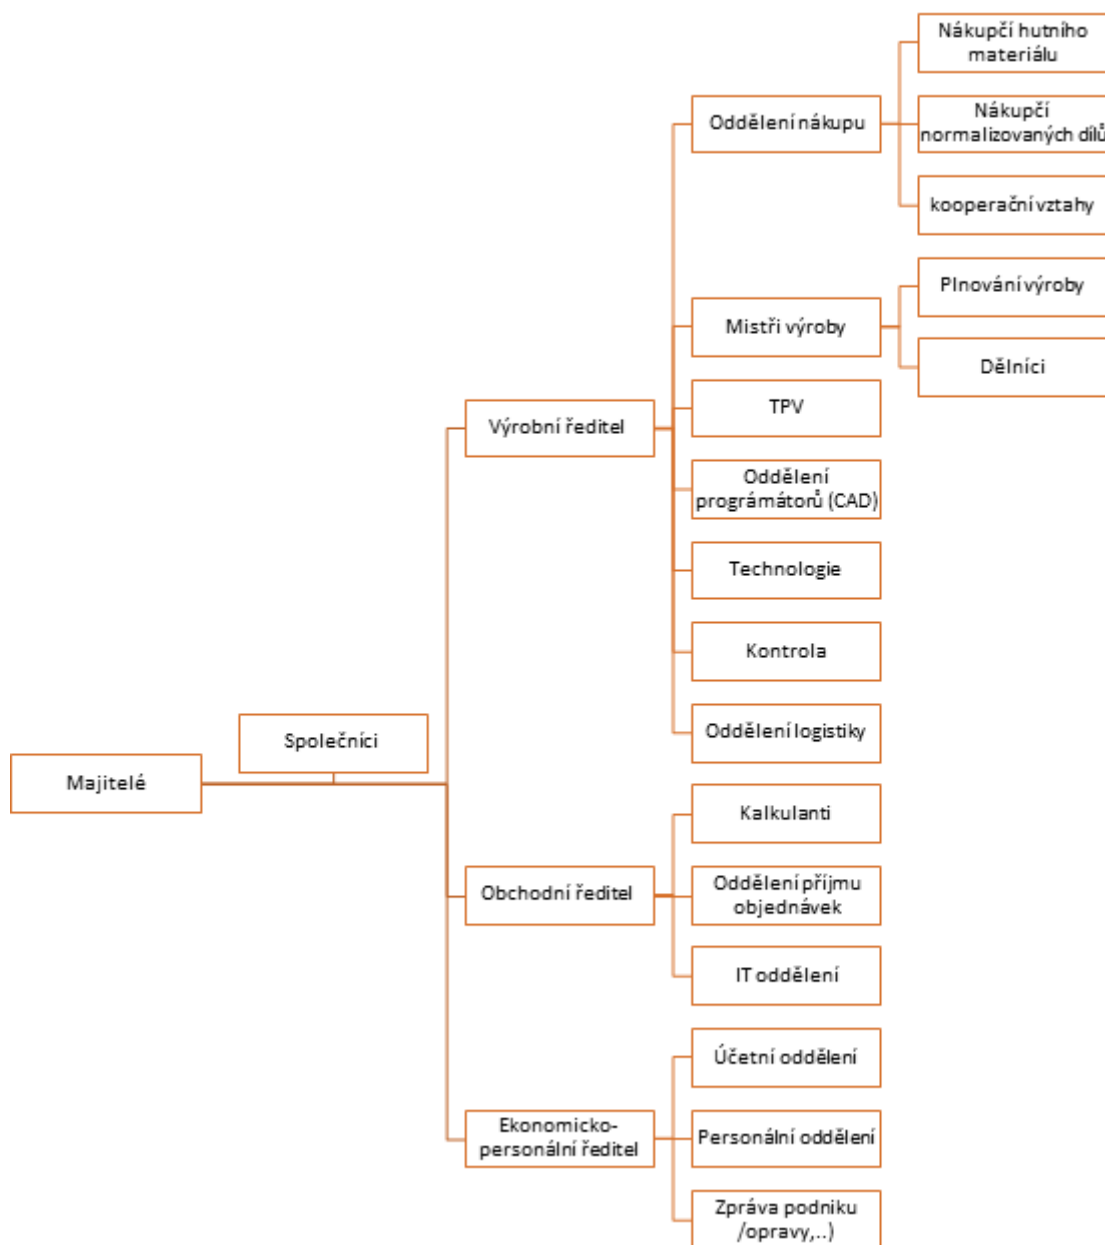 Nákupčí hutního
materiálu
Oddělení nákupu
Nákupčí
normalizovaných dílů
kooperační vztahy
Plnování výroby
Mistři výroby
Dělníci
TPV
Výrobní ředitel
Oddělení
prográmátorů (CAD)
Technologie
Kontrola
Oddělení logistiky
Společníci
Majitelé
Kalkulanti
Obchodní ředitel
Oddělení příjmu
objednávek
IT oddělení
Účetní oddělení
Ekonomicko-
personální ředitel
Personální oddělení
Zpráva podniku
/opravy,..)